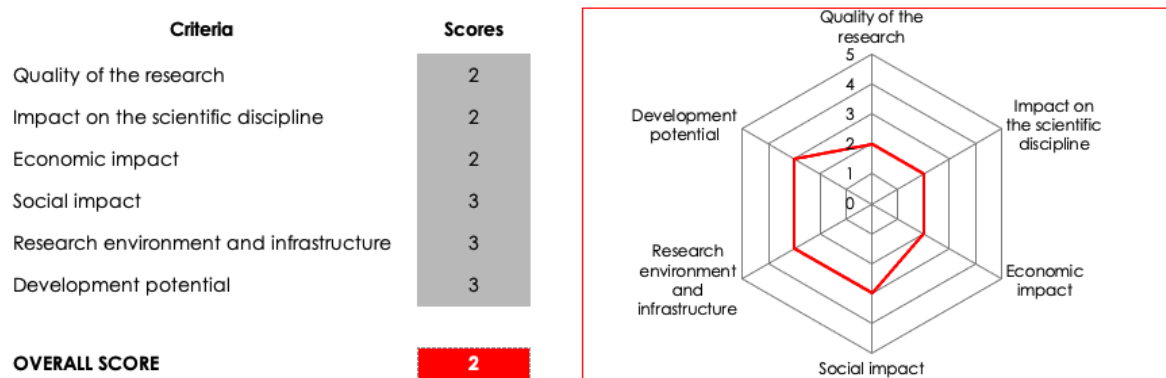 Criteria Scores
Quality of the research 2
Impact on the scientific discipline 2
Economic impact 2
Social impact 3
Research environment and infrastructure 3
Development potential 3
OVERALL SCORE 2
Quality of the
research
5
4
3
2
1
0
Impact on
the scientific
discipline
Economic
impact
Social impact
Research
environment
and
infrastructure
Development
potential